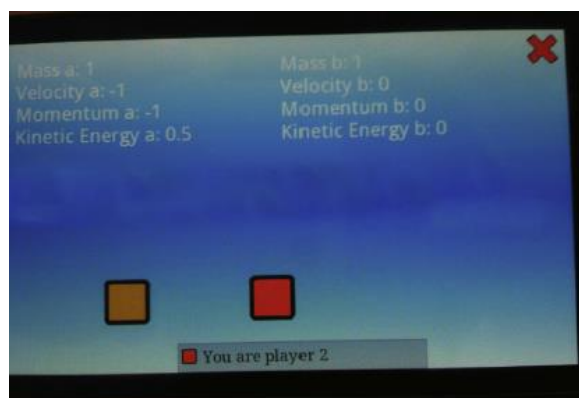 Mass a: 1
Velocity a: -1
Momentum a: -1
Kinetic Energy a: 0.5
Mass b: 1
Velocity b: 0
Momentum b: 0
Kinetic Energy b: 0
You are player 2